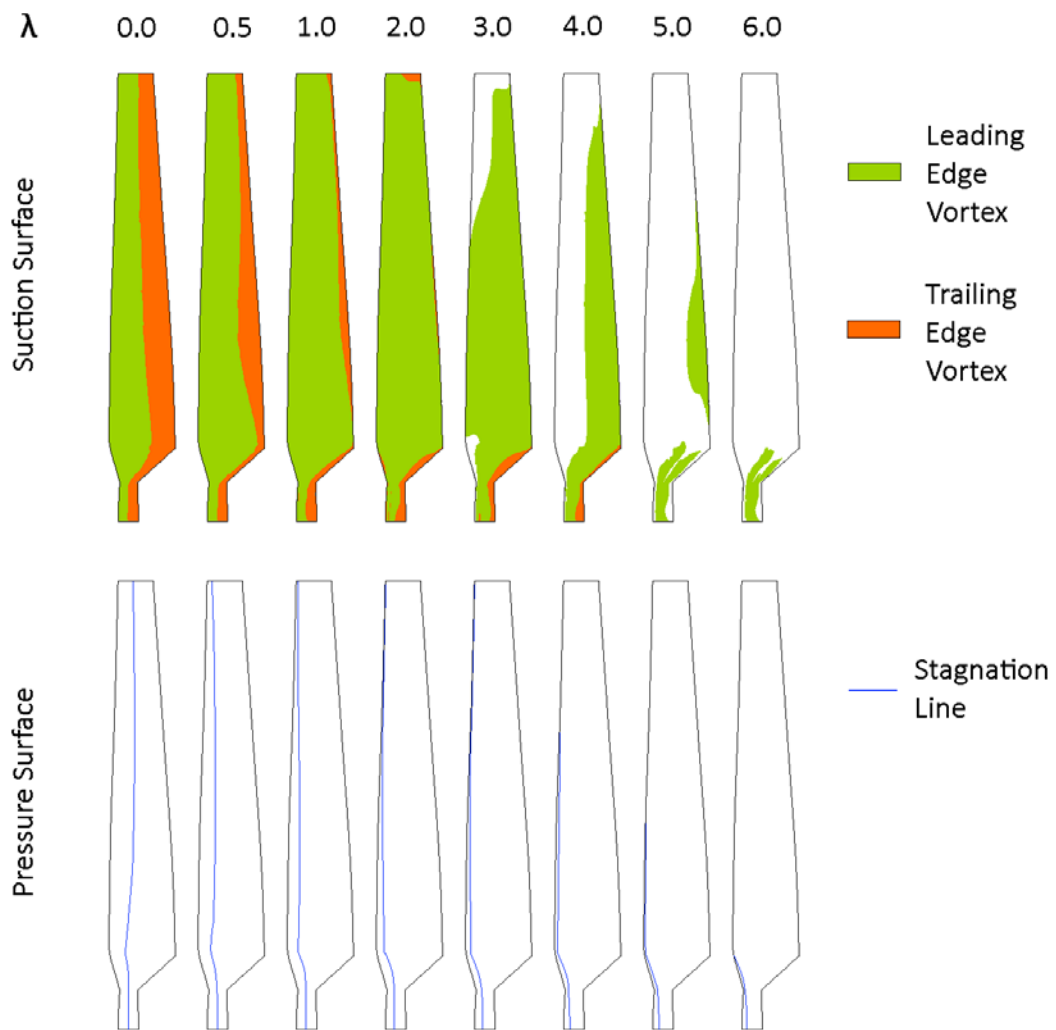 λ 0.0 0.5 1.0 2.0 3.0 4.0 5.0 6.0
Suction Surface
Leading
Edge
Vortex
Trailing
Edge
Vortex
Pressure Surface
Stagnation
Line